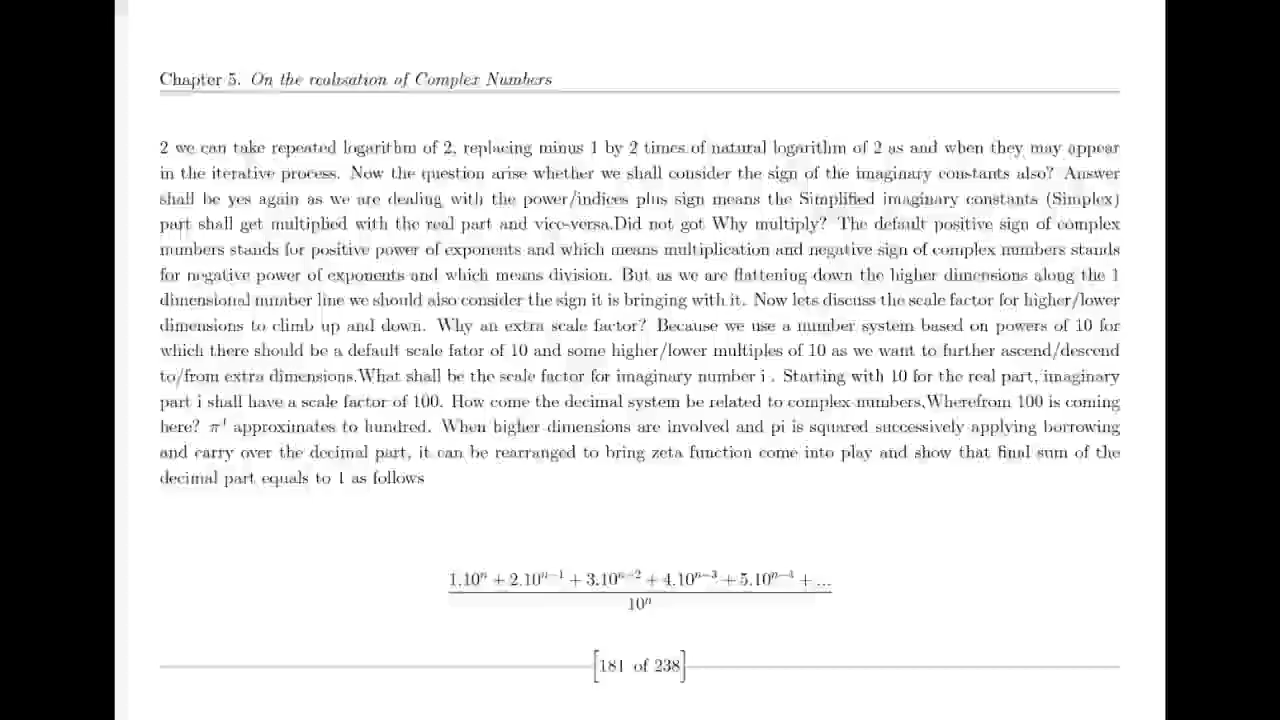 Chapter 5. On the realisation of Complex Numbers
2 we can take repeated logarithm of 2, replacing minus 1 by 2 times of natural logarithm of 2 as and when they may appear
in the iterative process. Now the question arise whether we shall consider the sign of the imaginary constants also? Answer
shall be yes again as we are dealing with the power/indices plus sign means the Simplified imaginary constants (Simplex)
part shall get multiplied with the real part and vice-versa.Did not got Why multiply? The default positive sign of complex
numbers stands for positive power of exponents and which means multiplication and negative sign of complex numbers stands
for negative power of exponents and which means division. But as we are flattening down the higher dimensions along the 1
dimensional number line we should also consider the sign it is bringing with it. Now lets discuss the scale factor for higher/lower
dimensions to climb up and down. Why an extra scale factor? Because we use a number system based on powers of 10 for
which there should be a default scale fator of 10 and some higher/lower multiples of 10 as we want to further ascend/descend
to/from extra dimensions.What shall be the scale factor for imaginary number i . Starting with 10 for the real part, imaginary
part i shall have a scale factor of 100. How come the decimal system be related to complex numbers,Wherefrom 100 is coming
here? π⁴ approximates to hundred. When higher dimensions are involved and pi is squared successively applying borrowing
and carry over the decimal part, it can be rearranged to bring zeta function come into play and show that final sum of the
decimal part equals to 1 as follows
1.10ⁿ + 2.10ⁿ⁻¹ + 3.10ⁿ⁻² + 4.10ⁿ⁻³ + 5.10ⁿ⁻⁴ + ...
10ⁿ
[181 of 238]